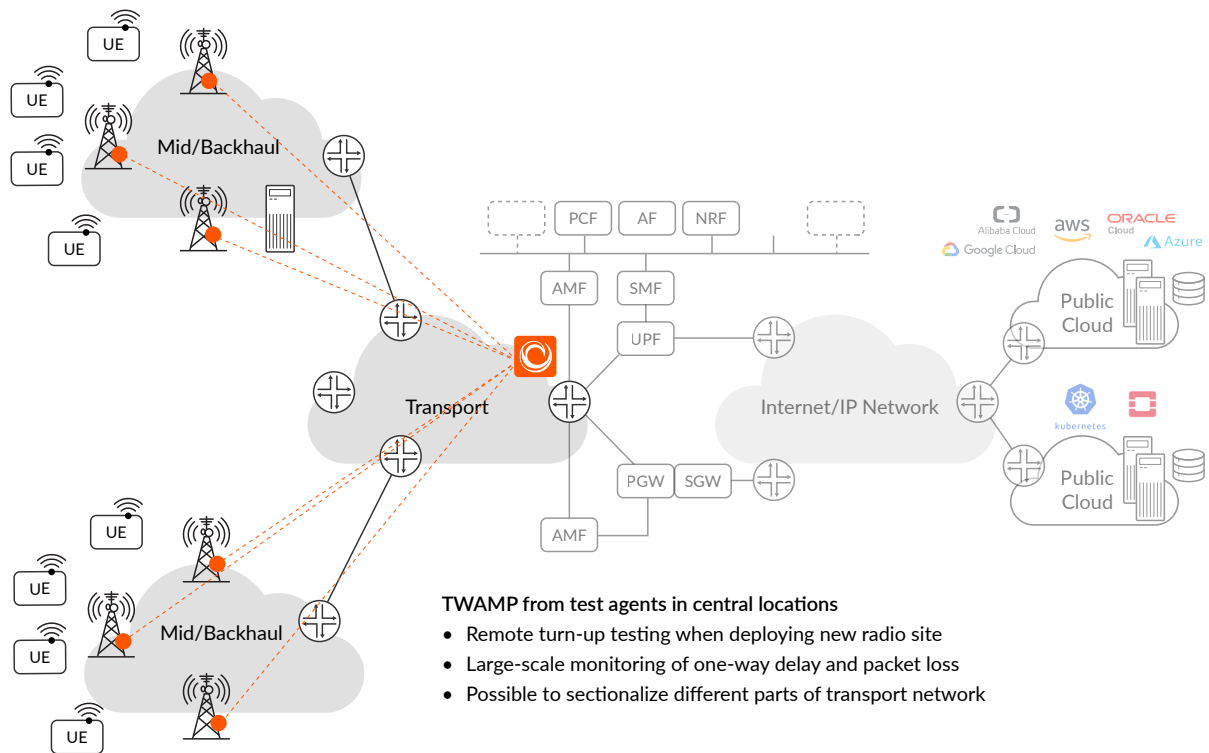 UE
UE
UE
UE
Mid/Backhaul
PCF
AF
NRF
Alibaba Cloud
aws
ORACLE
Cloud
Google Cloud
Azure
AMF
SMF
UPF
Public
Cloud
Transport
Internet/IP Network
kubernetes
PGW
SGW
Public
Cloud
AMF
UE
UE
UE
UE
Mid/Backhaul
TWAMP from test agents in central locations
• Remote turn-up testing when deploying new radio site
• Large-scale monitoring of one-way delay and packet loss
• Possible to sectionalize different parts of transport network